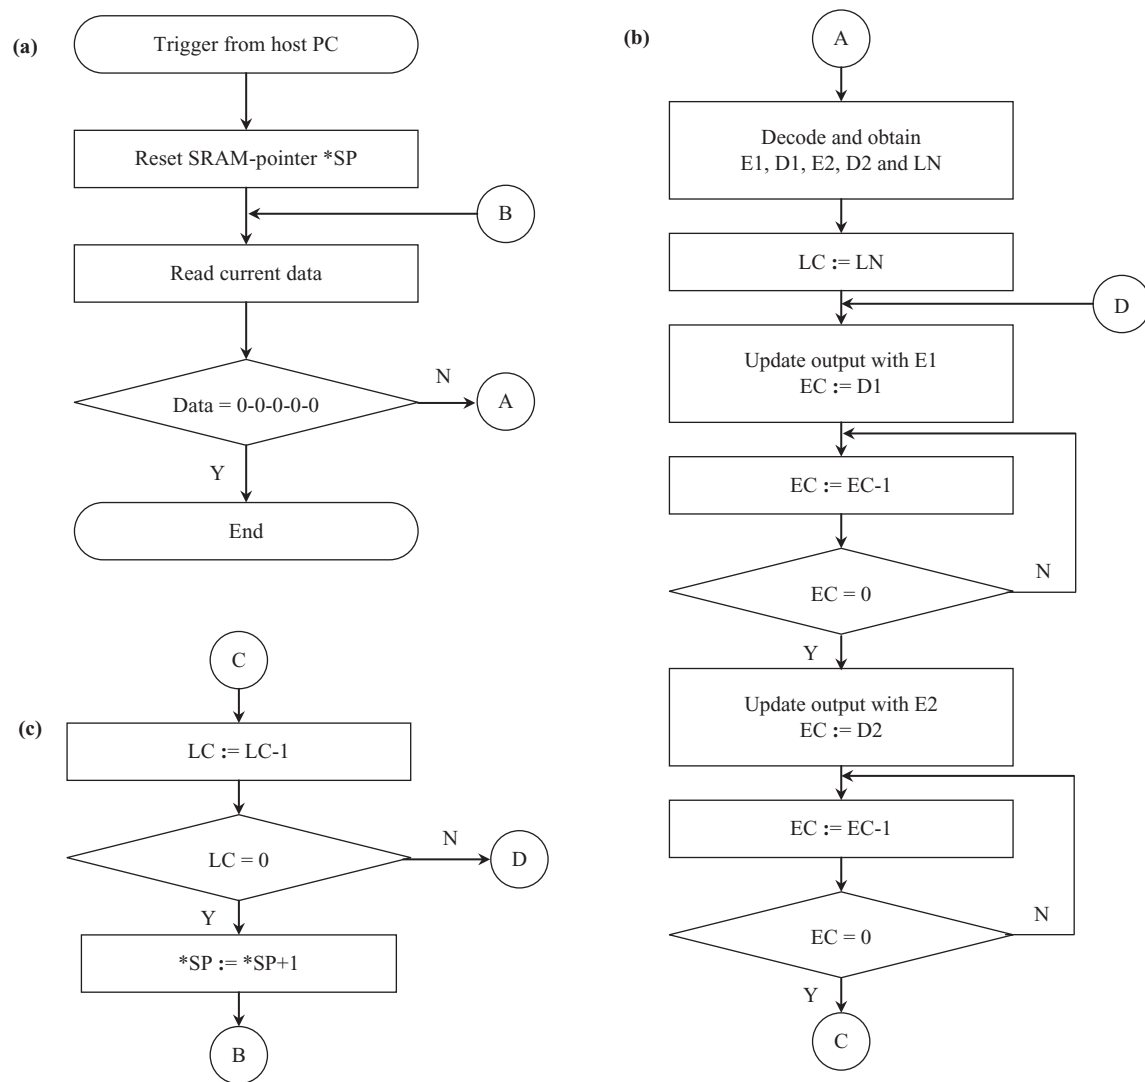 (a)
Trigger from host PC
Reset SRAM-pointer *SP
B
Read current data
Data = 0-0-0-0-0
N
A
Y
End
(b)
A
Decode and obtain
E1, D1, E2, D2 and LN
LC := LN
D
Update output with E1
EC := D1
EC := EC-1
EC = 0
N
Y
Update output with E2
EC := D2
EC := EC-1
EC = 0
N
Y
C
(c)
C
LC := LC-1
LC = 0
N
D
Y
*SP := *SP+1
B